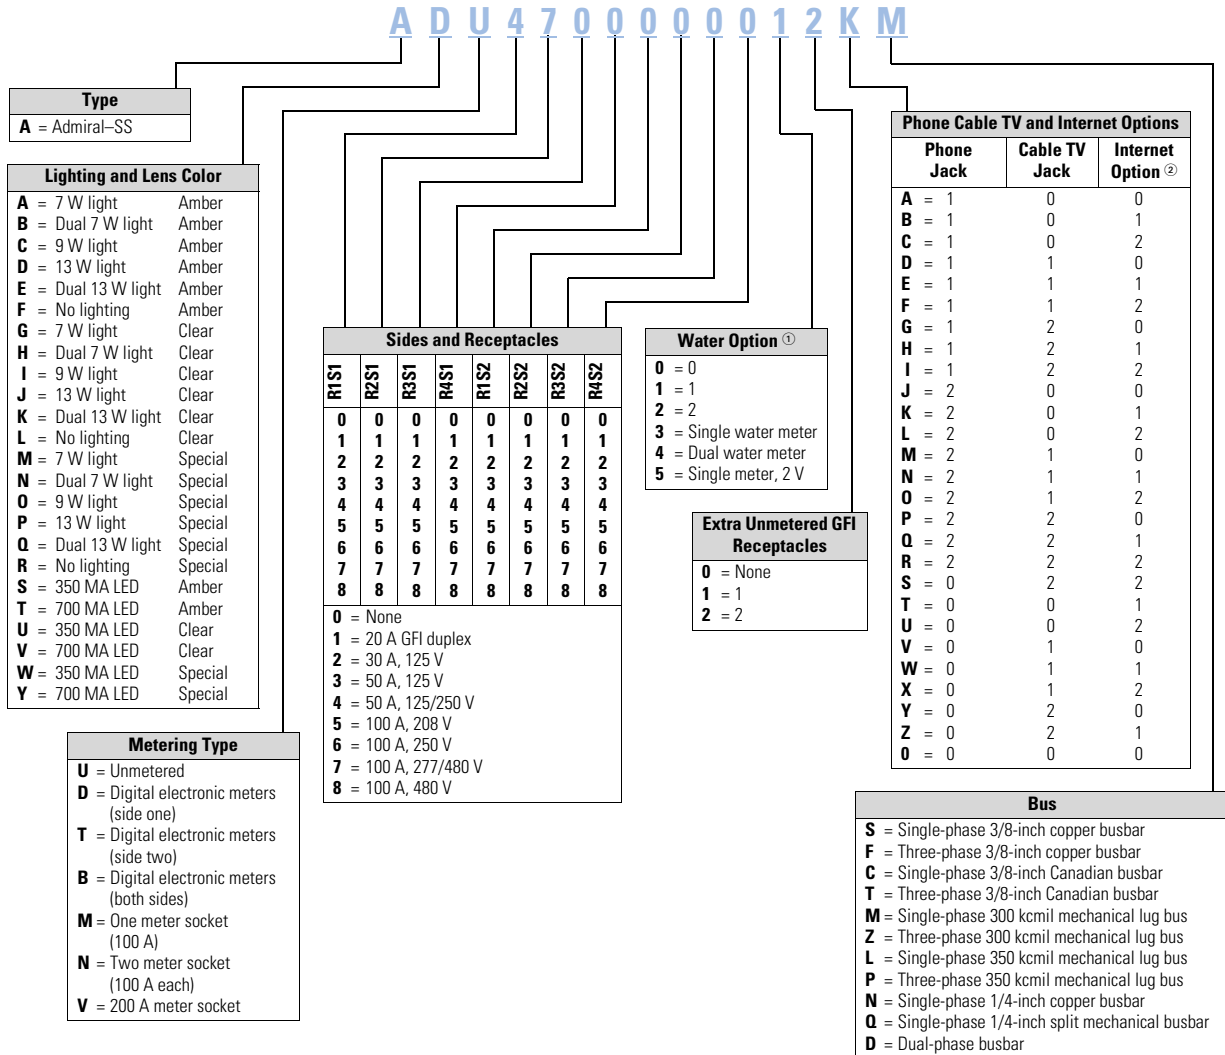 A D U 4 7 0 0 0 0 0 0 1 2 K M
Type
A = Admiral–SS
Lighting and Lens Color
A = 7 W light Amber
B = Dual 7 W light Amber
C = 9 W light Amber
D = 13 W light Amber
E = Dual 13 W light Amber
F = No lighting Amber
G = 7 W light Clear
H = Dual 7 W light Clear
I = 9 W light Clear
J = 13 W light Clear
K = Dual 13 W light Clear
L = No lighting Clear
M = 7 W light Special
N = Dual 7 W light Special
O = 9 W light Special
P = 13 W light Special
Q = Dual 13 W light Special
R = No lighting Special
S = 350 MA LED Amber
T = 700 MA LED Amber
U = 350 MA LED Clear
V = 700 MA LED Clear
W = 350 MA LED Special
Y = 700 MA LED Special
Metering Type
U = Unmetered
D = Digital electronic meters
(side one)
T = Digital electronic meters
(side two)
B = Digital electronic meters
(both sides)
M = One meter socket
(100 A)
N = Two meter socket
(100 A each)
V = 200 A meter socket
Sides and Receptacles
R1S1 R2S1 R3S1 R4S1 R1S2 R2S2 R3S2 R4S2
0 0 0 0 0 0 0 0
1 1 1 1 1 1 1 1
2 2 2 2 2 2 2 2
3 3 3 3 3 3 3 3
4 4 4 4 4 4 4 4
5 5 5 5 5 5 5 5
6 6 6 6 6 6 6 6
7 7 7 7 7 7 7 7
8 8 8 8 8 8 8 8
0 = None
1 = 20 A GFI duplex
2 = 30 A, 125 V
3 = 50 A, 125 V
4 = 50 A, 125/250 V
5 = 100 A, 208 V
6 = 100 A, 250 V
7 = 100 A, 277/480 V
8 = 100 A, 480 V
Water Option ①
0 = 0
1 = 1
2 = 2
3 = Single water meter
4 = Dual water meter
5 = Single meter, 2 V
Extra Unmetered GFI
Receptacles
0 = None
1 = 1
2 = 2
Phone Cable TV and Internet Options
Phone Cable TV Internet
Jack Jack Option ②
A = 1 0 0
B = 1 0 1
C = 1 0 2
D = 1 1 0
E = 1 1 1
F = 1 1 2
G = 1 2 0
H = 1 2 1
I = 1 2 2
J = 2 0 0
K = 2 0 1
L = 2 0 2
M = 2 1 0
N = 2 1 1
O = 2 1 2
P = 2 2 0
Q = 2 2 1
R = 2 2 2
S = 0 2 2
T = 0 0 1
U = 0 0 2
V = 0 1 0
W = 0 1 1
X = 0 1 2
Y = 0 2 0
Z = 0 2 1
0 = 0 0 0
Bus
S = Single-phase 3/8-inch copper busbar
F = Three-phase 3/8-inch copper busbar
C = Single-phase 3/8-inch Canadian busbar
T = Three-phase 3/8-inch Canadian busbar
M = Single-phase 300 kcmil mechanical lug bus
Z = Three-phase 300 kcmil mechanical lug bus
L = Single-phase 350 kcmil mechanical lug bus
P = Three-phase 350 kcmil mechanical lug bus
N = Single-phase 1/4-inch copper busbar
Q = Single-phase 1/4-inch split mechanical busbar
D = Dual-phase busbar